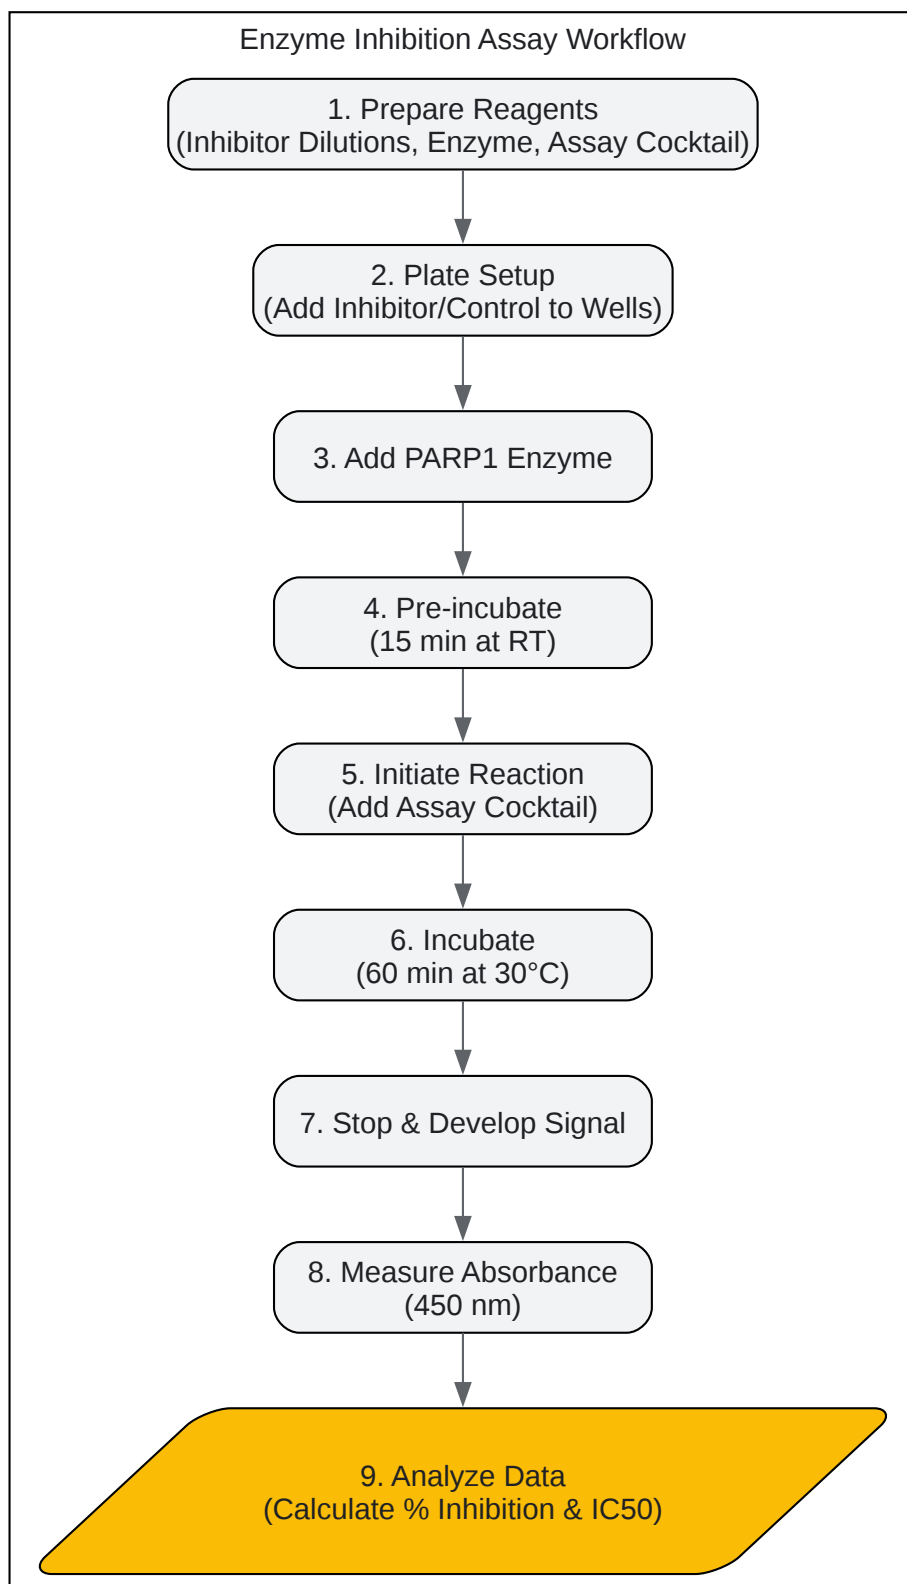 Enzyme Inhibition Assay Workflow
1. Prepare Reagents
(Inhibitor Dilutions, Enzyme, Assay Cocktail)
2. Plate Setup
(Add Inhibitor/Control to Wells)
3. Add PARP1 Enzyme
4. Pre-incubate
(15 min at RT)
5. Initiate Reaction
(Add Assay Cocktail)
6. Incubate
(60 min at 30°C)
7. Stop & Develop Signal
8. Measure Absorbance
(450 nm)
9. Analyze Data
(Calculate % Inhibition & IC50)